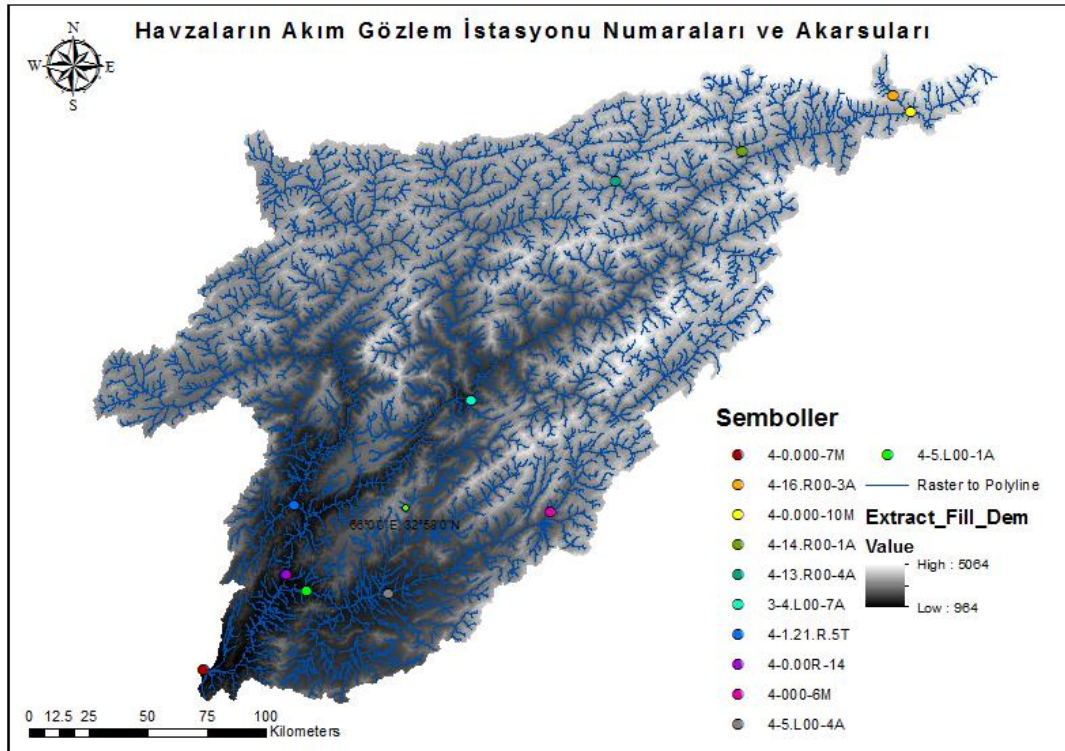 Havzaların Akım Gözlem İstasyonu Numaraları ve Akarsuları
N
W E
S
66°0'0"E 32°58'0"N
Semboller
4-0.000-7M
4-16.R00-3A
4-0.000-10M
4-14.R00-1A
4-13.R00-4A
3-4.L00-7A
4-1.21.R.5T
4-0.00R-14
4-000-6M
4-5.L00-4A
4-5.L00-1A
Raster to Polyline
Extract_Fill_Dem
Value
High : 5064
Low : 964
0 12.5 25 50 75 100
Kilometers